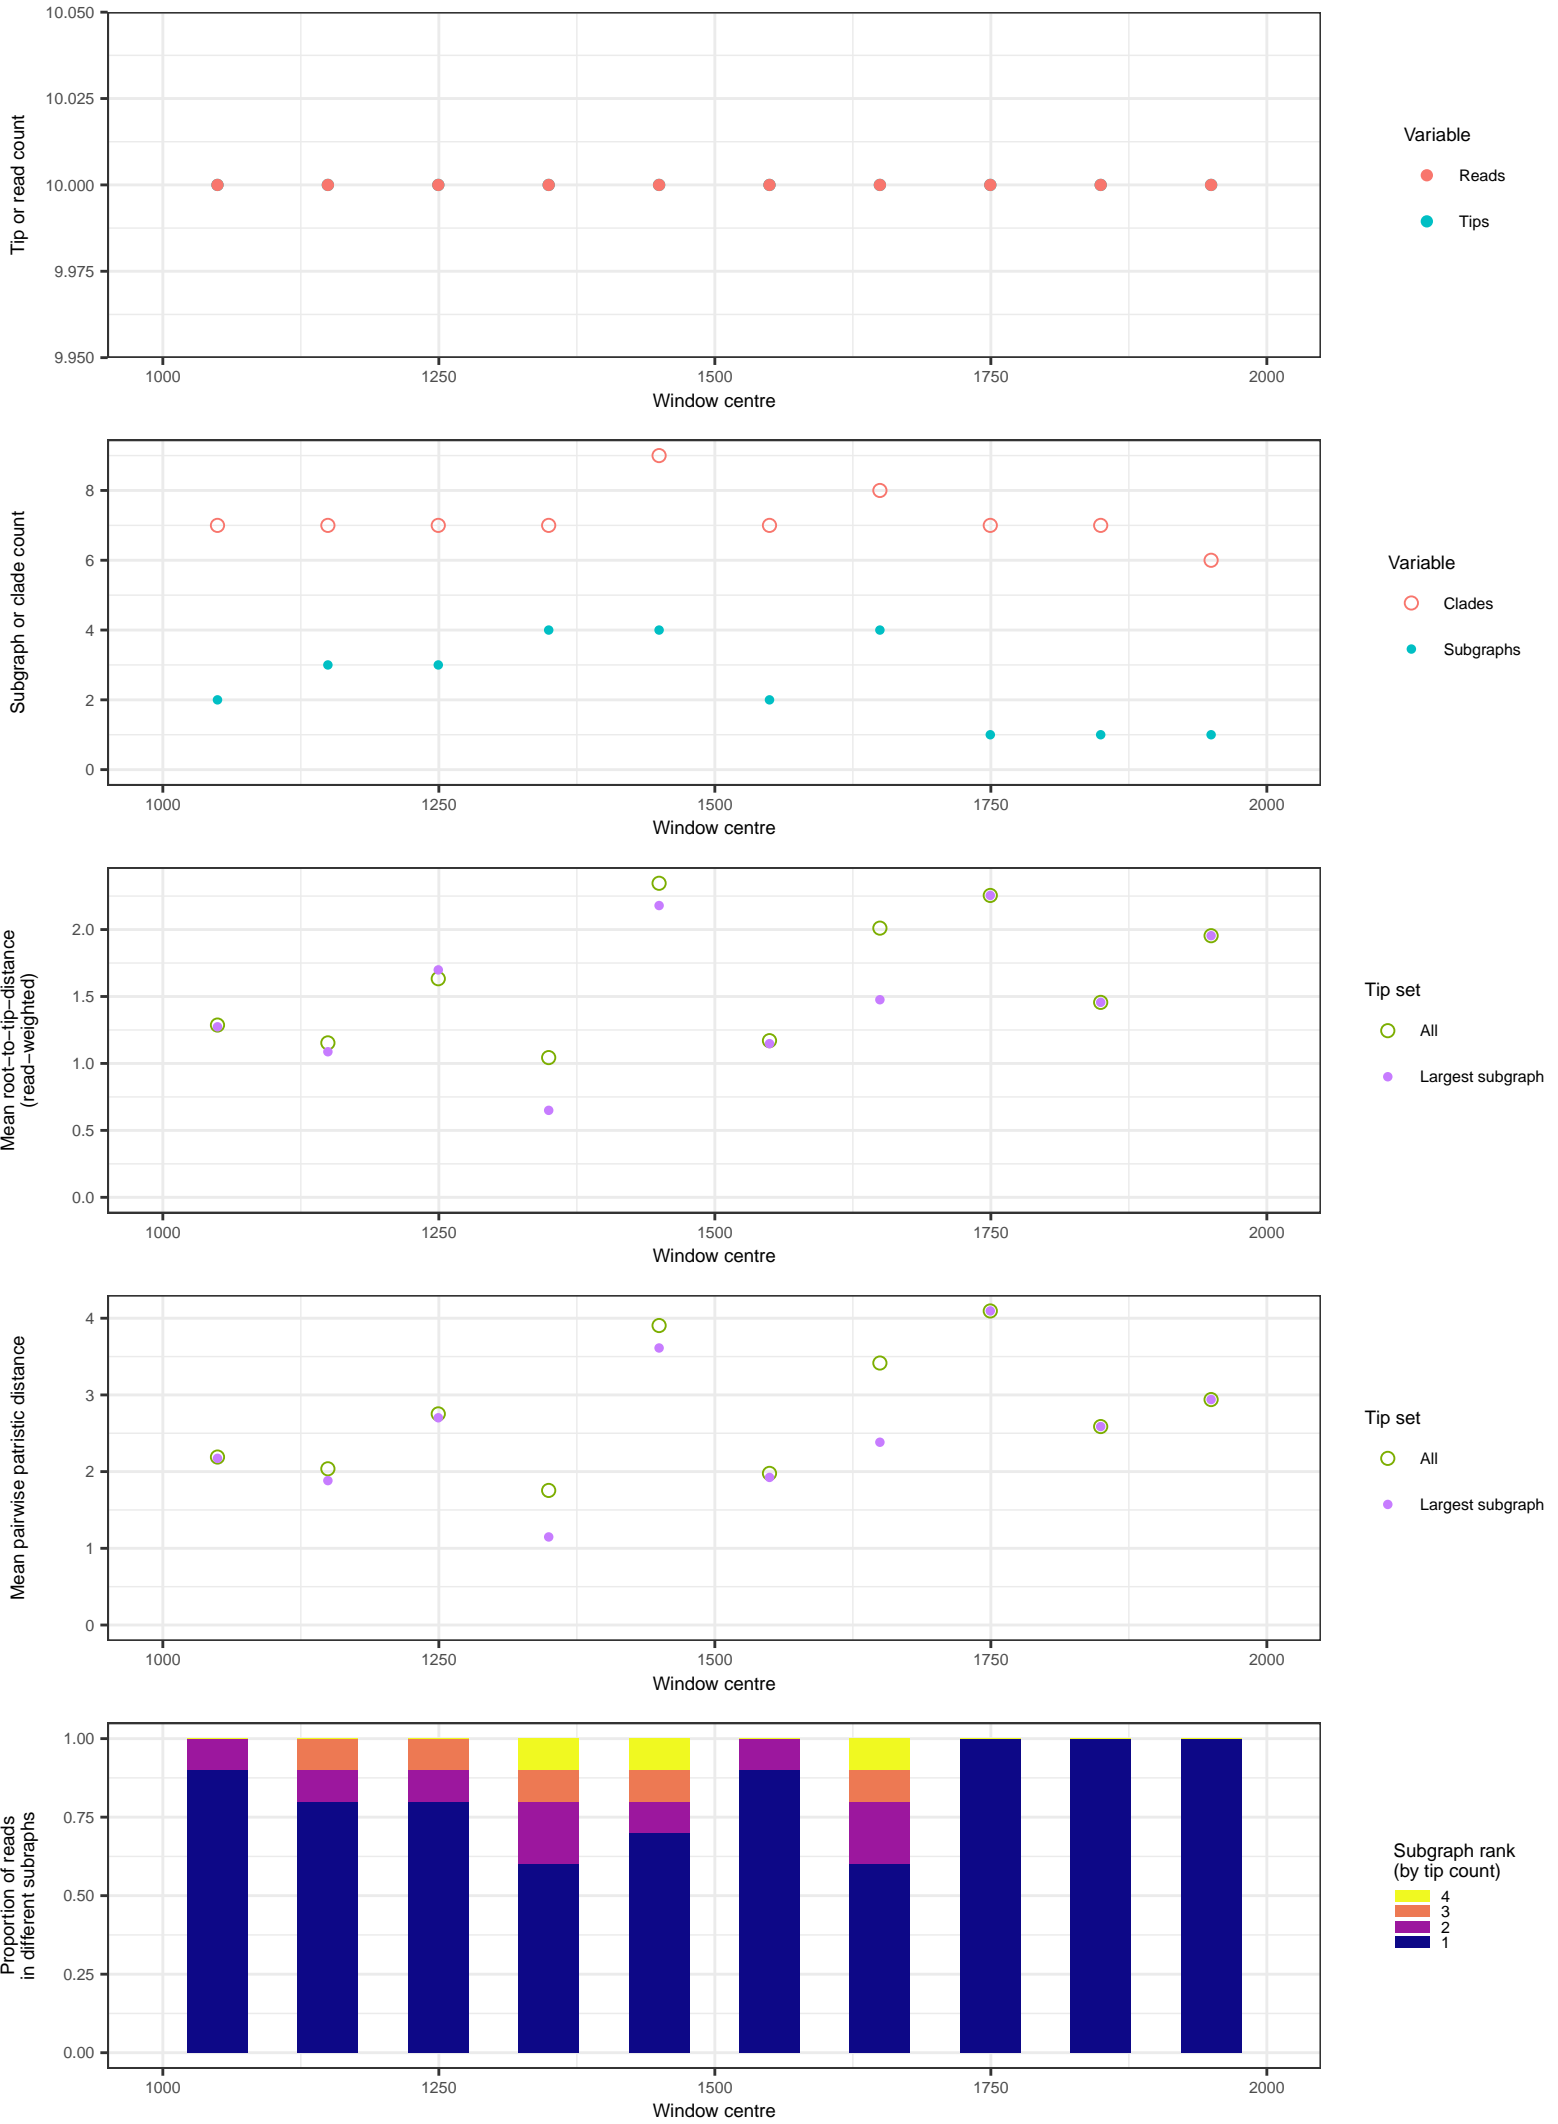 10.050
10.025
10.000
9.975
9.950
Tip or read count
1000 1250 1500 1750 2000
Window centre
Variable
Reads
Tips
8
6
4
2
0
Subgraph or clade count
1000 1250 1500 1750 2000
Window centre
Variable
Clades
Subgraphs
2.0
1.5
1.0
0.5
0.0
Mean root−to−tip−distance
(read−weighted)
1000 1250 1500 1750 2000
Window centre
Tip set
All
Largest subgraph
4
3
2
1
0
Mean pairwise patristic distance
1000 1250 1500 1750 2000
Window centre
Tip set
All
Largest subgraph
1.00
0.75
0.50
0.25
0.00
Proportion of reads
in different subraphs
1000 1250 1500 1750 2000
Window centre
Subgraph rank
(by tip count)
4
3
2
1